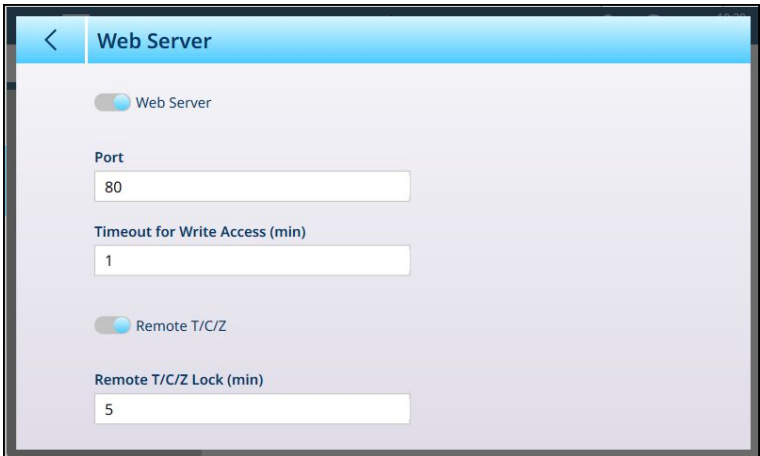 Web Server
Web Server
Port
80
Timeout for Write Access (min)
1
Remote T/C/Z
Remote T/C/Z Lock (min)
5